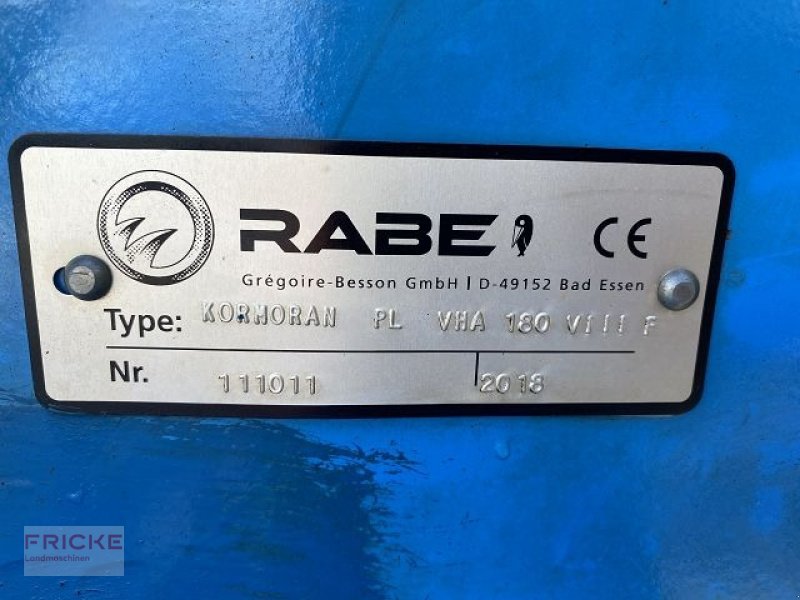 RABE CE
Grégoire-Besson GmbH | D-49152 Bad Essen
Type: KORMORAN PL VHA 180 VIII F
Nr. 111011 2018
FRICKE
Landmaschinen